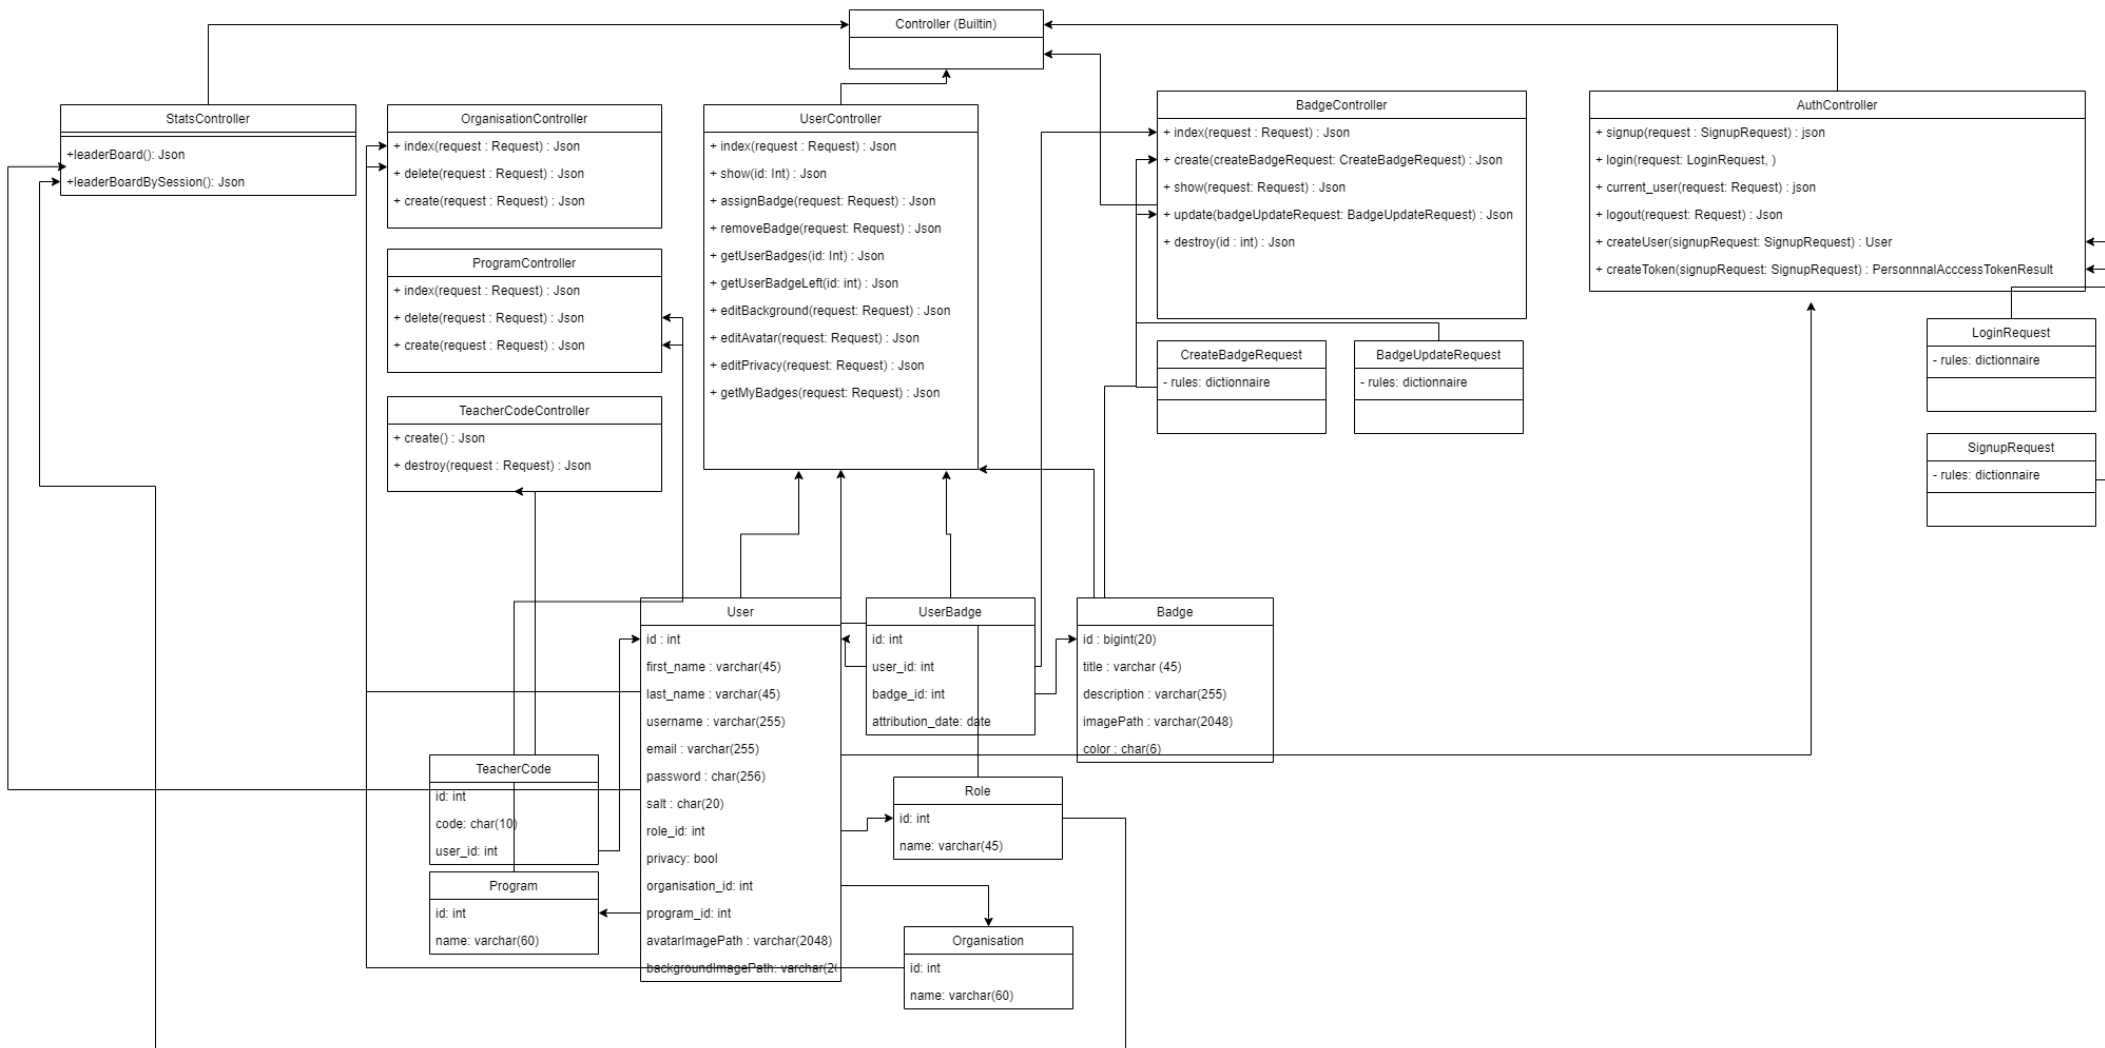 Controller (Builtin)
StatsController
+leaderBoard(): Json
+leaderBoardBySession(): Json
OrganisationController
+ index(request : Request) : Json
+ delete(request : Request) : Json
+ create(request : Request) : Json
ProgramController
+ index(request : Request) : Json
+ delete(request : Request) : Json
+ create(request : Request) : Json
TeacherCodeController
+ create() : Json
+ destroy(request : Request) : Json
UserController
+ index(request : Request) : Json
+ show(id: Int) : Json
+ assignBadge(request: Request) : Json
+ removeBadge(request: Request) : Json
+ getUserBadges(id: Int) : Json
+ getUserBadgeLeft(id: int) : Json
+ editBackground(request: Request) : Json
+ editAvatar(request: Request) : Json
+ editPrivacy(request: Request) : Json
+ getMyBadges(request: Request) : Json
BadgeController
+ index(request : Request) : Json
+ create(createBadgeRequest: CreateBadgeRequest) : Json
+ show(request: Request) : Json
+ update(badgeUpdateRequest: BadgeUpdateRequest) : Json
+ destroy(id : int) : Json
CreateBadgeRequest
- rules: dictionnaire
BadgeUpdateRequest
- rules: dictionnaire
AuthController
+ signup(request : SignupRequest) : json
+ login(request: LoginRequest, )
+ current_user(request: Request) : json
+ logout(request: Request) : Json
+ createUser(signupRequest: SignupRequest) : User
+ createToken(signupRequest: SignupRequest) : PersonnnalAcccessTokenResult
LoginRequest
- rules: dictionnaire
SignupRequest
- rules: dictionnaire
User
id : int
first_name : varchar(45)
last_name : varchar(45)
username : varchar(255)
email : varchar(255)
password : char(256)
salt : char(20)
role_id: int
privacy: bool
organisation_id: int
program_id: int
avatarImagePath : varchar(2048)
backgroundImagePath: varchar(20
UserBadge
id: int
user_id: int
badge_id: int
attribution_date: date
Badge
id : bigint(20)
title : varchar (45)
description : varchar(255)
imagePath : varchar(2048)
color : char(6)
TeacherCode
id: int
code: char(10)
user_id: int
Program
id: int
name: varchar(60)
Role
id: int
name: varchar(45)
Organisation
id: int
name: varchar(60)